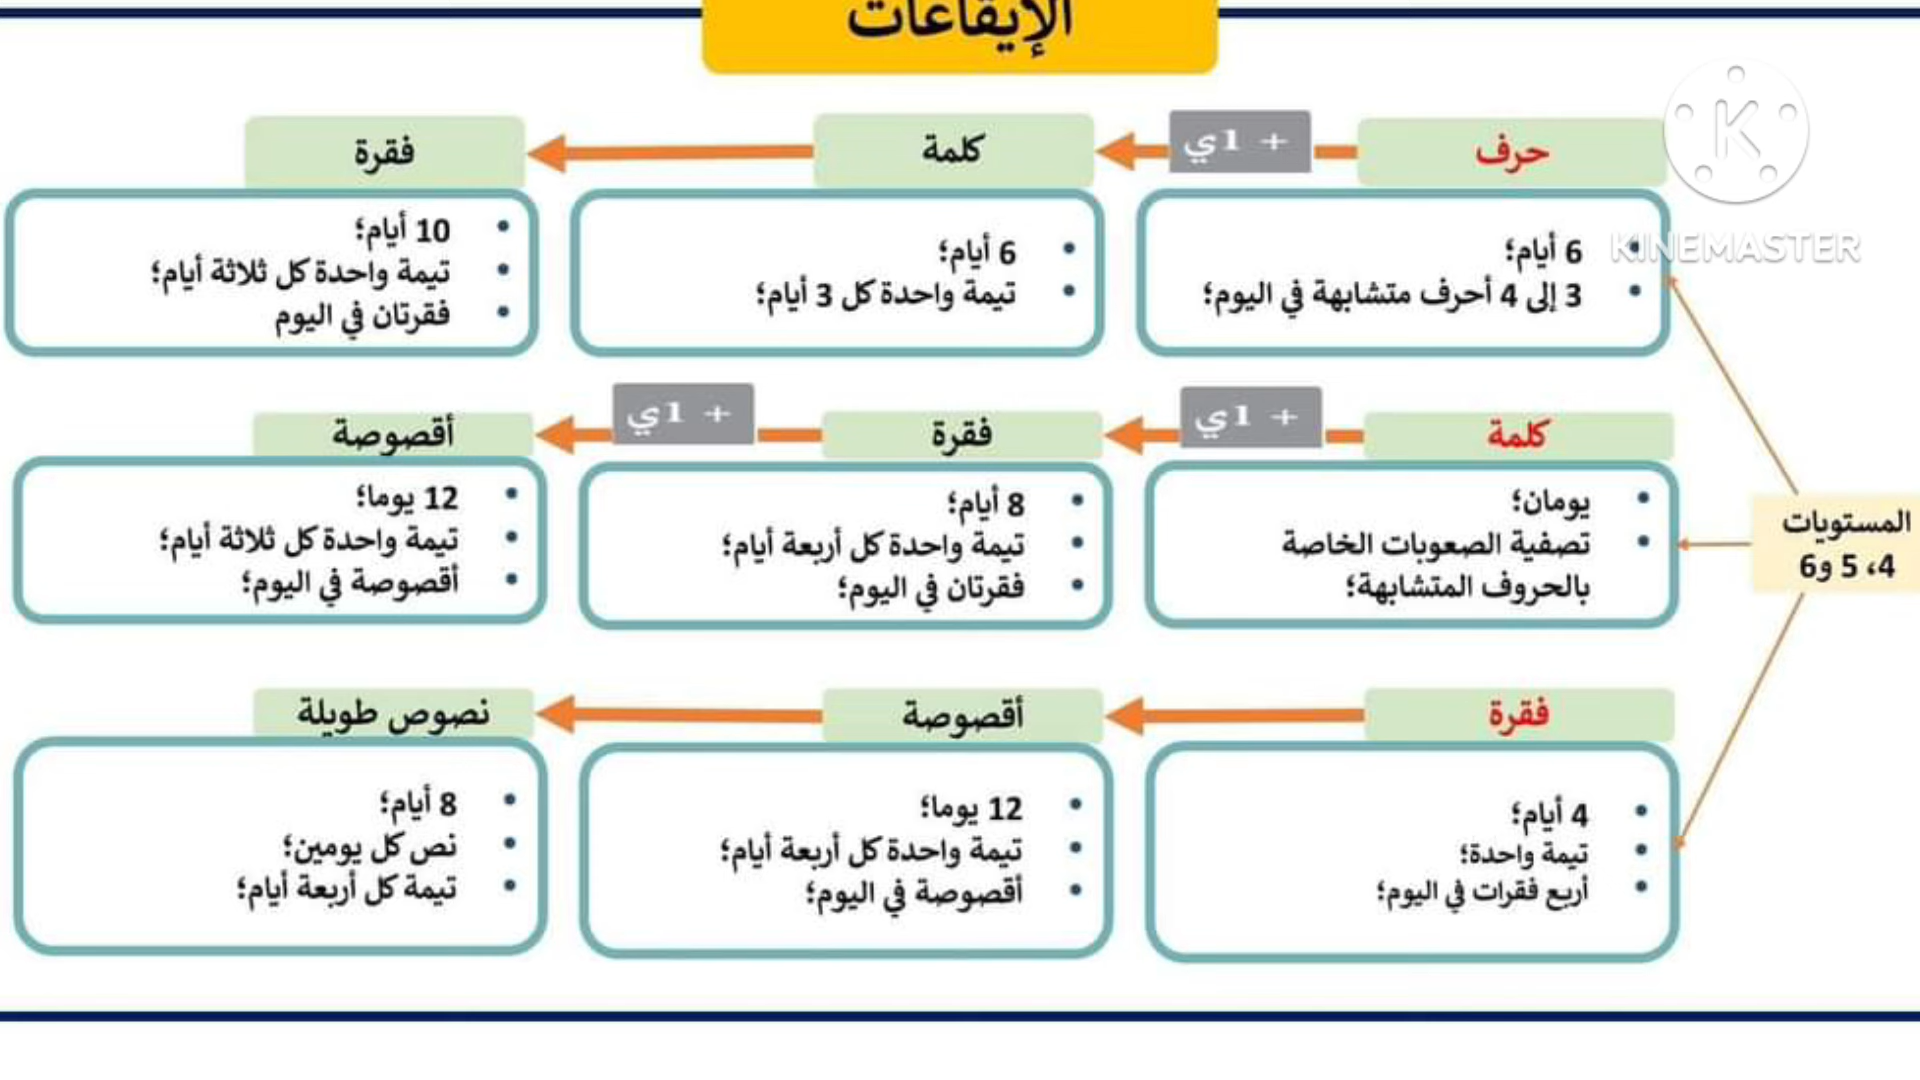 الإيقاعات
حرف
+ 1ي
كلمة
فقرة
6 أيام؛
3 إلى 4 أحرف متشابهة في اليوم؛
6 أيام؛
تيمة واحدة كل 3 أيام؛
10 أيام؛
تيمة واحدة كل ثلاثة أيام؛
فقرتان في اليوم
K
KINEMASTER
كلمة
+ 1ي
فقرة
+ 1ي
أقصوصة
يومان؛
تصفية الصعوبات الخاصة
بالحروف المتشابهة؛
8 أيام؛
تيمة واحدة كل أربعة أيام؛
فقرتان في اليوم؛
12 يوما؛
تيمة واحدة كل ثلاثة أيام؛
أقصوصة في اليوم؛
المستويات
4، 5 و6
فقرة
أقصوصة
نصوص طويلة
4 أيام؛
تيمة واحدة؛
أربع فقرات في اليوم؛
12 يوما؛
تيمة واحدة كل أربعة أيام؛
أقصوصة في اليوم؛
8 أيام؛
نص كل يومين؛
تيمة كل أربعة أيام؛